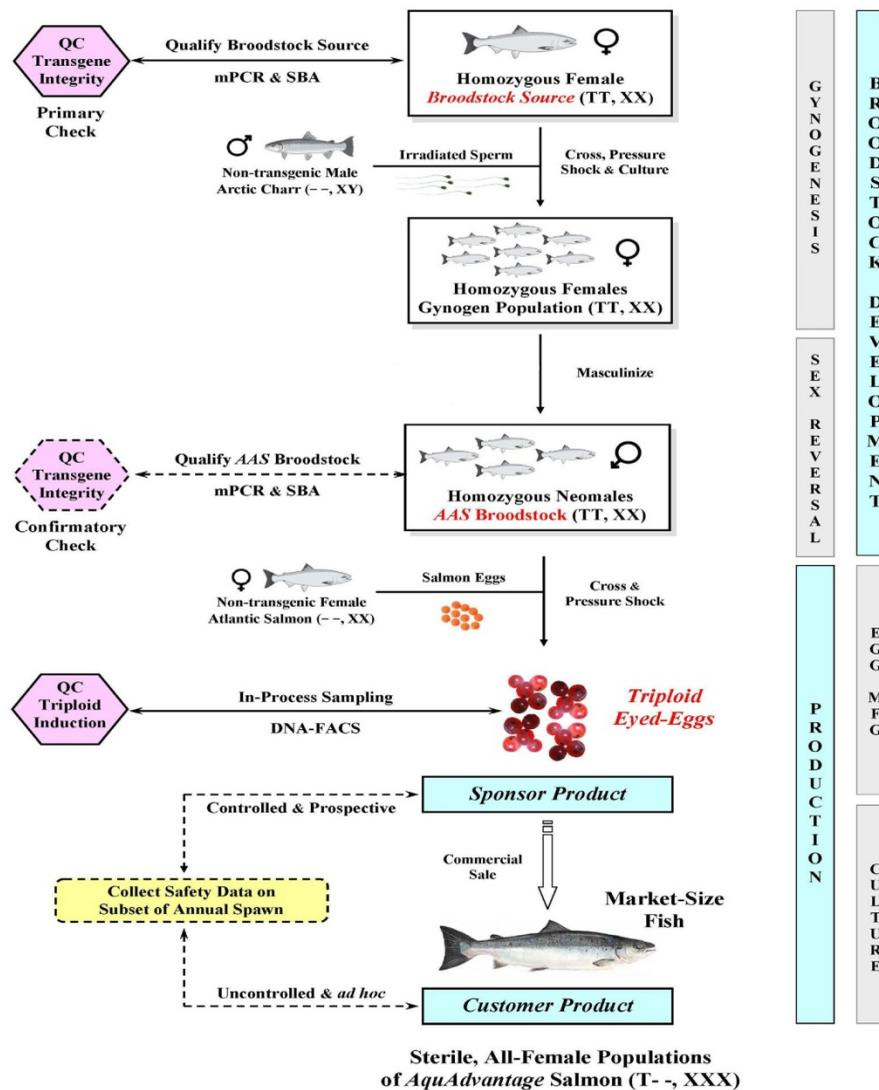 QC
Transgene
Integrity
Primary
Check
Qualify Broodstock Source
mPCR & SBA
Homozygous Female
Broodstock Source (TT, XX)
Non-transgenic Male
Arctic Charr (– –, XY)
Irradiated Sperm
Cross, Pressure
Shock & Culture
Homozygous Females
Gynogen Population (TT, XX)
Masculinize
QC
Transgene
Integrity
Confirmatory
Check
Qualify AAS Broodstock
mPCR & SBA
Homozygous Neomales
AAS Broodstock (TT, XX)
Non-transgenic Female
Atlantic Salmon (– –, XX)
Salmon Eggs
Cross &
Pressure Shock
QC
Triploid
Induction
In-Process Sampling
DNA-FACS
Triploid
Eyed-Eggs
Controlled & Prospective
Sponsor Product
Collect Safety Data on
Subset of Annual Spawn
Commercial
Sale
Market-Size
Fish
Uncontrolled & ad hoc
Customer Product
Sterile, All-Female Populations
of AquAdvantage Salmon (T- -, XXX)
GYNOGENESIS
SEX REVERSAL
BROODSTOCK DEVELOPMENT
PRODUCTION
EGG MFG
CULTURE